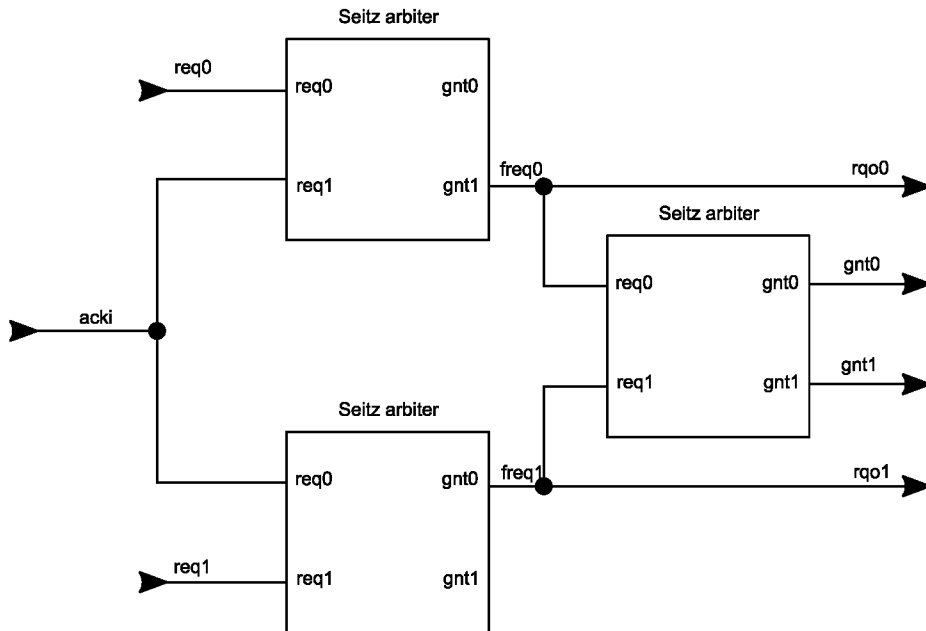 Seitz arbiter
req0
req0
gnt0
req1
gnt1
freq0
rqo0
Seitz arbiter
req0
gnt0
gnt0
acki
req1
gnt1
gnt1
Seitz arbiter
req0
gnt0
freq1
rqo1
req1
req1
gnt1